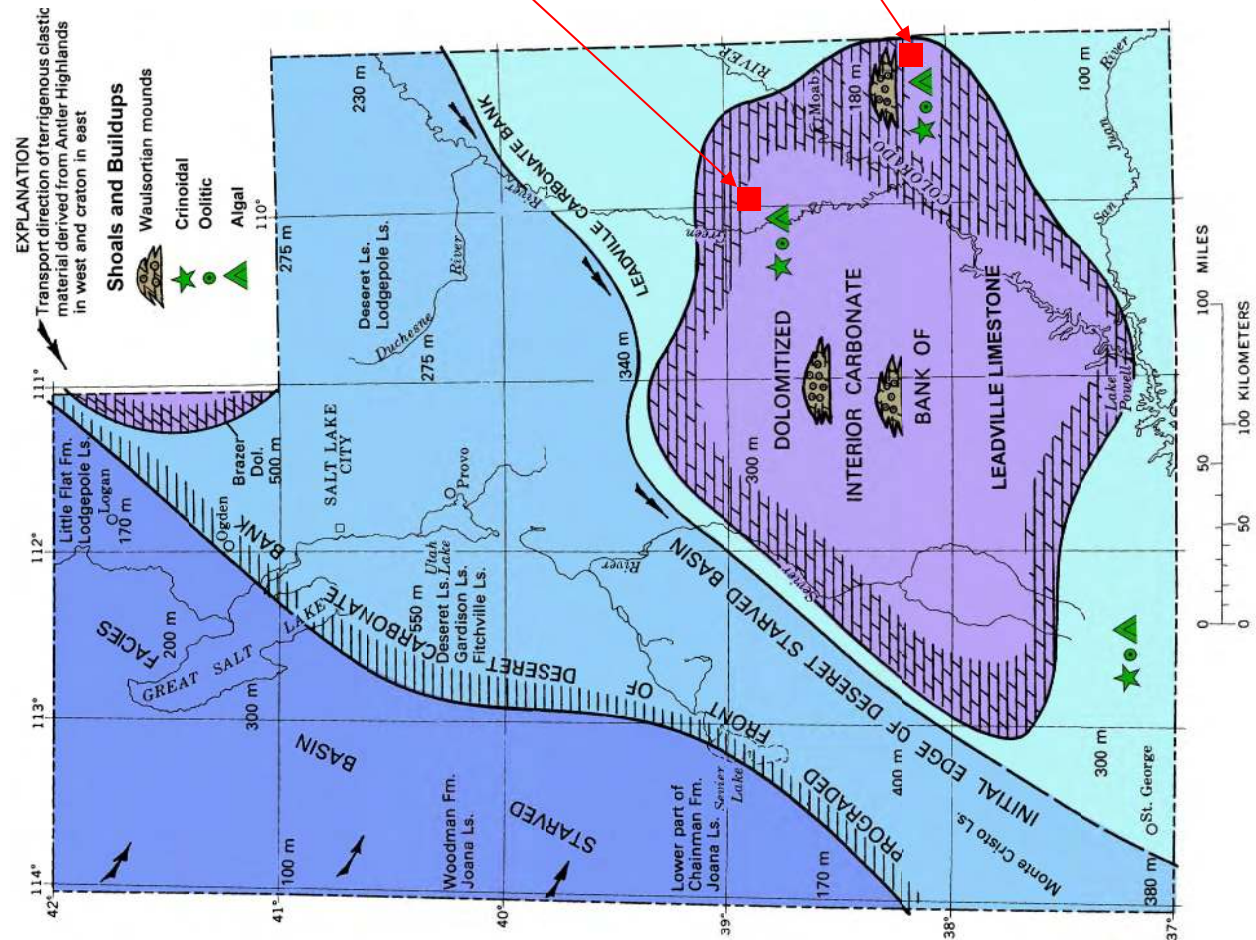 EXPLANATION
Transport direction of terrigenous clastic
material derived from Antler Highlands
in west and craton in east
Shoals and Buildups
Waulsortian mounds
Crinoidal
Oolitic
Algal
42°
41°
40°
39°
38°
37°
114°
113°
112°
111°
110°
Little Flat Fm.
Lodgepole Ls.
Logan
170 m
Ogden
Brazer
Dol.
500 m
SALT LAKE
CITY
Provo
Utah
Lake
550 m
Deseret Ls.
Gardison Ls.
Fitchville Ls.
GREAT SALT LAKE
200 m
300 m
100 m
STARVED BASIN FACIES
Woodman Fm.
Joana Ls.
Lower part of
Chainman Fm.
Joana Ls.
Sevier
Lake
170 m
PROGRADED FRONT OF DESERET CARBONATE BANK
INITIAL EDGE OF DESERET STARVED BASIN
400 m
Monte Cristo Ls.
380 m
St. George
300 m
Sevier
River
Deseret Ls.
Lodgepole Ls.
275 m
275 m
230 m
Duchesne
River
340 m
LEADVILLE CARBONATE BANK
Green
River
RIVER
COLORADO
Moab
180 m
300 m
DOLOMITIZED
INTERIOR CARBONATE
BANK OF
LEADVILLE LIMESTONE
Lake
Powell
San Juan River
100 m
0 50 100 MILES
0 50 100 KILOMETERS